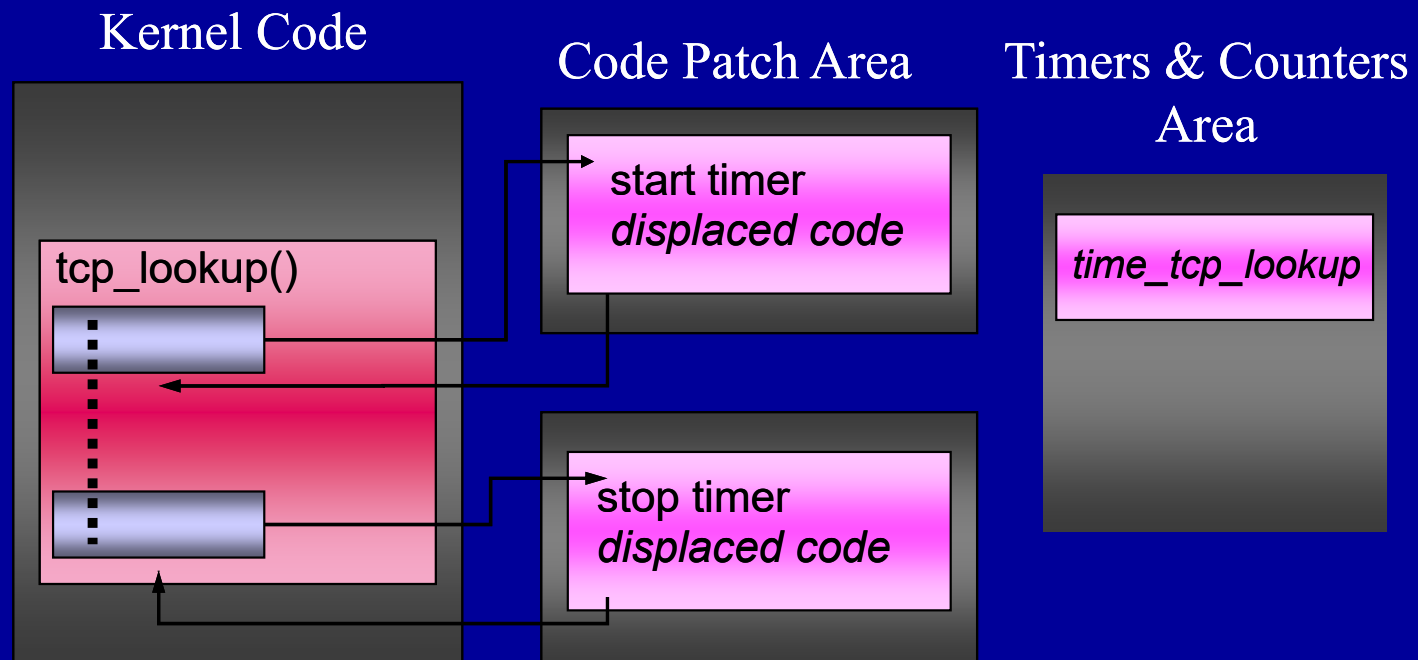 Kernel Code
Code Patch Area
Timers & Counters
Area
tcp_lookup()
start timer
displaced code
stop timer
displaced code
time_tcp_lookup